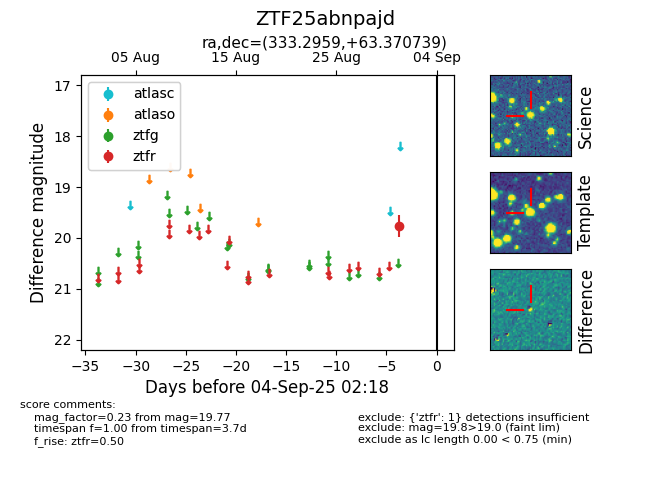 ZTF25abnpajd
ra,dec=(333.2959,+63.370739)
05 Aug 15 Aug 25 Aug 04 Sep
atlasc
atlaso
ztfg
ztfr
17
18
19
20
21
22
Difference magnitude
−35 −30 −25 −20 −15 −10 −5 0
Days before 04-Sep-25 02:18
Science
Template
Difference
score comments:
mag_factor=0.23 from mag=19.77
timespan f=1.00 from timespan=3.7d
f_rise: ztfr=0.50
exclude: {'ztfr': 1} detections insufficient
exclude: mag=19.8>19.0 (faint lim)
exclude as lc length 0.00 < 0.75 (min)